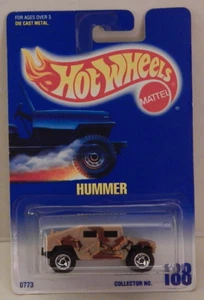 FOR AGES OVER 3
DIE CAST METAL.
Hot Wheels
MATTEL
HUMMER
0773
COLLECTOR NO.
188